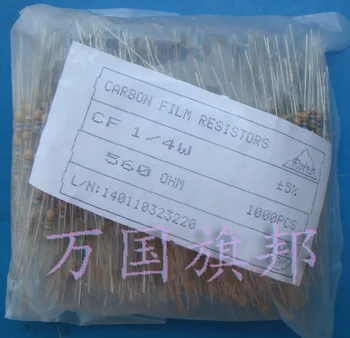 CARBON FILM RESISTORS
CF 1/4W
560 OHM ±5%
L/N:140110323220 1000PCS
万国旗邦